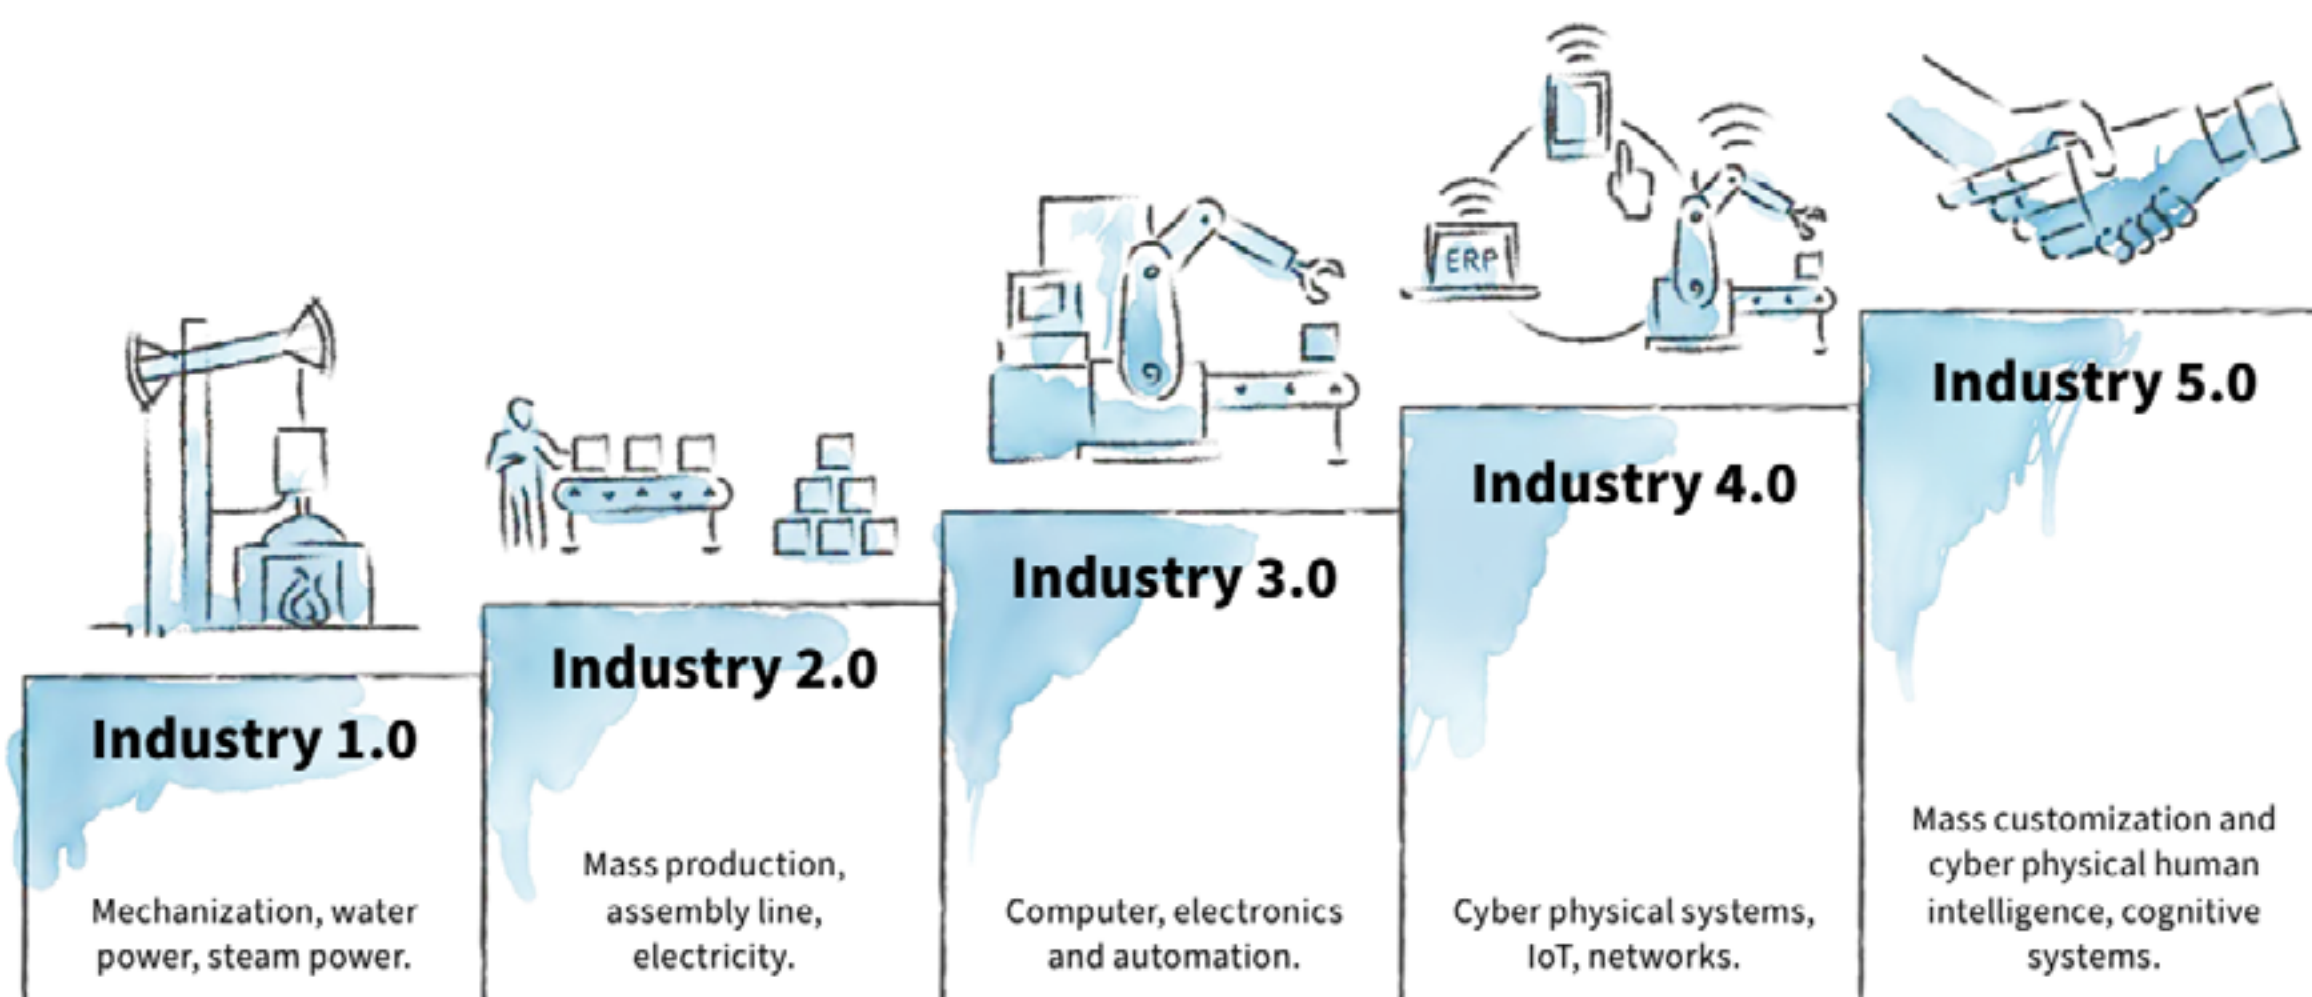 ERP
Industry 1.0
Mechanization, water
power, steam power.
Industry 2.0
Mass production,
assembly line,
electricity.
Industry 3.0
Computer, electronics
and automation.
Industry 4.0
Cyber physical systems,
IoT, networks.
Industry 5.0
Mass customization and
cyber physical human
intelligence, cognitive
systems.